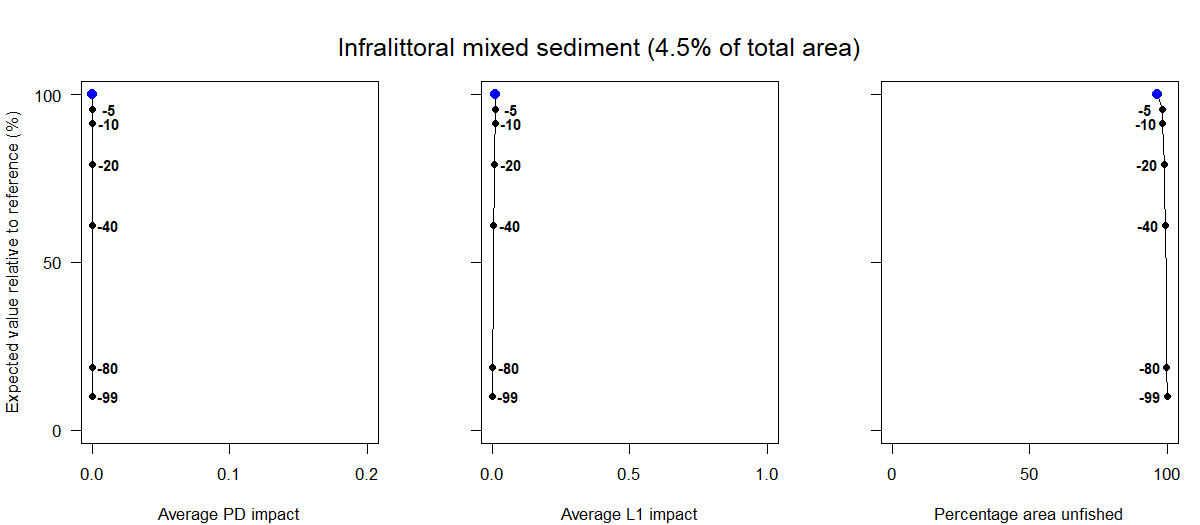 Infralittoral mixed sediment (4.5% of total area)
Expected value relative to reference (%)
100
50
0
-5
-10
-20
-40
-80
-99
0.0 0.1 0.2
Average PD impact
-5
-10
-20
-40
-80
-99
0.0 0.5 1.0
Average L1 impact
-5
-10
-20
-40
-80
-99
0 50 100
Percentage area unfished